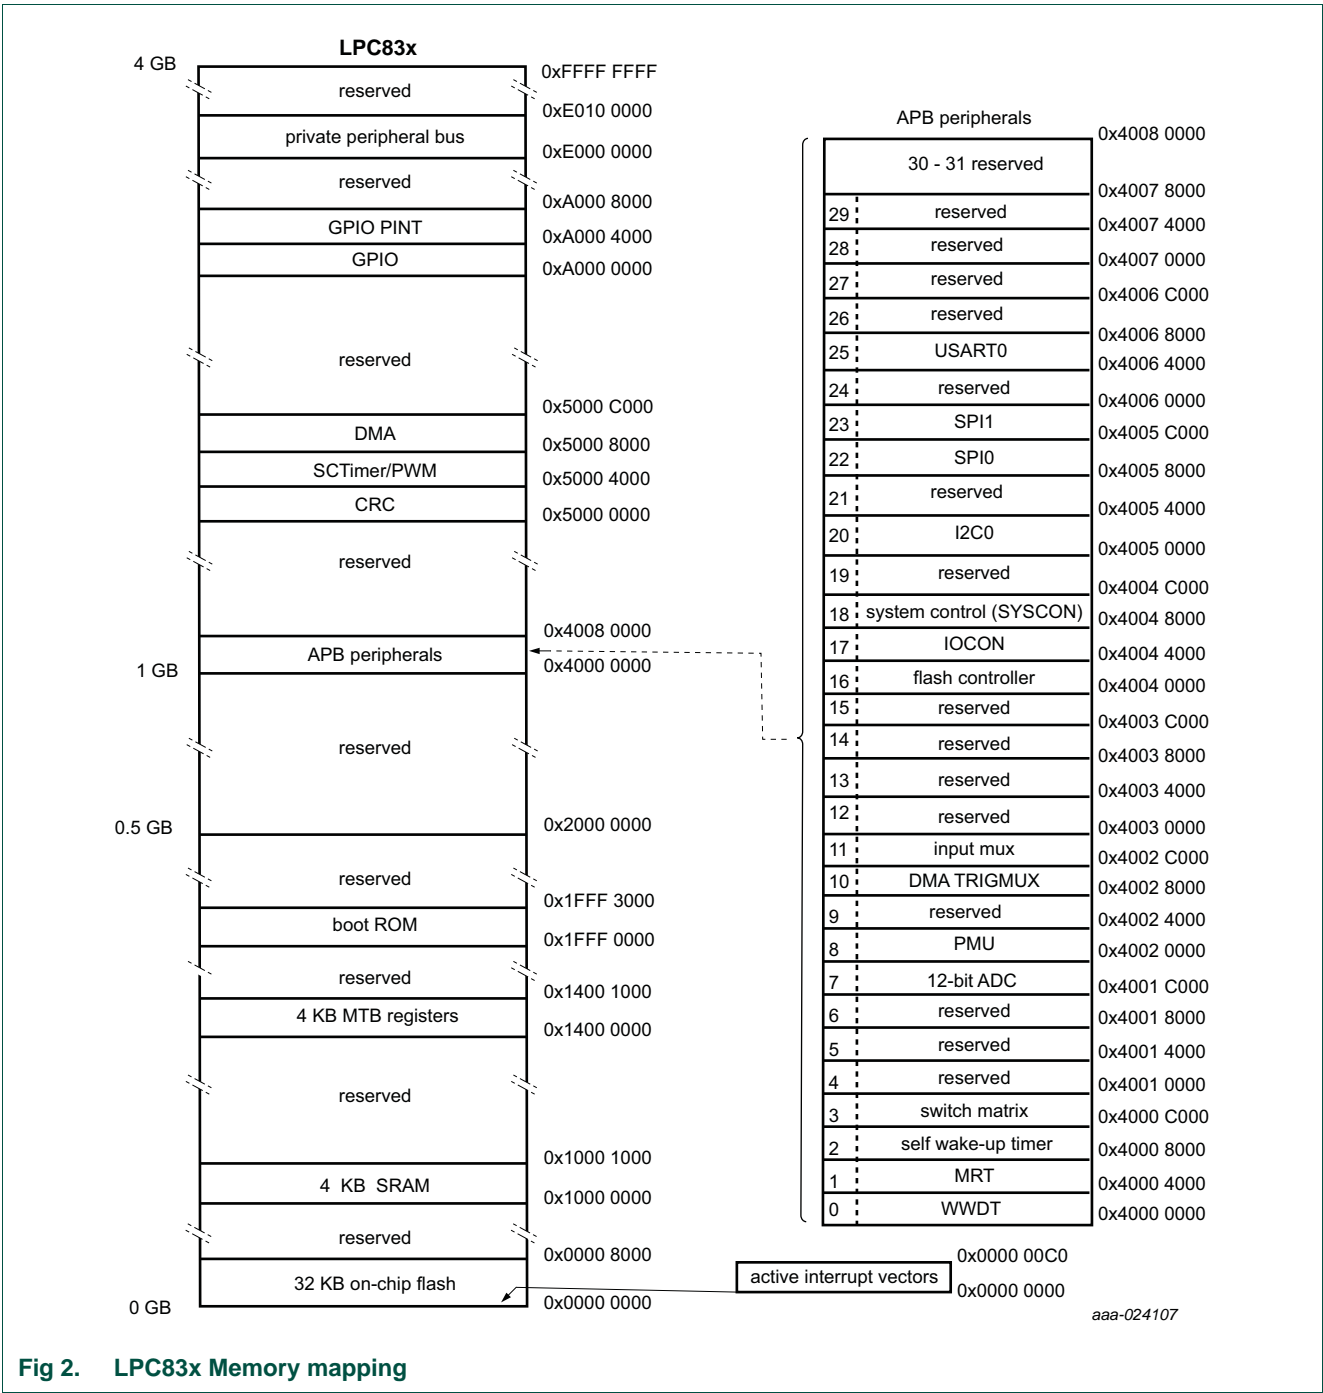 LPC83x
4 GB
0xFFFF FFFF
reserved
0xE010 0000
private peripheral bus
0xE000 0000
reserved
0xA000 8000
GPIO PINT
0xA000 4000
GPIO
0xA000 0000
reserved
0x5000 C000
DMA
0x5000 8000
SCTimer/PWM
0x5000 4000
CRC
0x5000 0000
reserved
0x4008 0000
APB peripherals
1 GB
0x4000 0000
reserved
0.5 GB
0x2000 0000
reserved
0x1FFF 3000
boot ROM
0x1FFF 0000
reserved
0x1400 1000
4 KB MTB registers
0x1400 0000
reserved
0x1000 1000
4 KB SRAM
0x1000 0000
reserved
0x0000 8000
32 KB on-chip flash
0 GB
0x0000 0000
APB peripherals
0x4008 0000
30 - 31 reserved
0x4007 8000
29 reserved
0x4007 4000
28 reserved
0x4007 0000
27 reserved
0x4006 C000
26 reserved
0x4006 8000
25 USART0
0x4006 4000
24 reserved
0x4006 0000
23 SPI1
0x4005 C000
22 SPI0
0x4005 8000
21 reserved
0x4005 4000
20 I2C0
0x4005 0000
19 reserved
0x4004 C000
18 system control (SYSCON)
0x4004 8000
17 IOCON
0x4004 4000
16 flash controller
0x4004 0000
15 reserved
0x4003 C000
14 reserved
0x4003 8000
13 reserved
0x4003 4000
12 reserved
0x4003 0000
11 input mux
0x4002 C000
10 DMA TRIGMUX
0x4002 8000
9 reserved
0x4002 4000
8 PMU
0x4002 0000
7 12-bit ADC
0x4001 C000
6 reserved
0x4001 8000
5 reserved
0x4001 4000
4 reserved
0x4001 0000
3 switch matrix
0x4000 C000
2 self wake-up timer
0x4000 8000
1 MRT
0x4000 4000
0 WWDT
0x4000 0000
0x0000 00C0
active interrupt vectors
0x0000 0000
aaa-024107
Fig 2. LPC83x Memory mapping